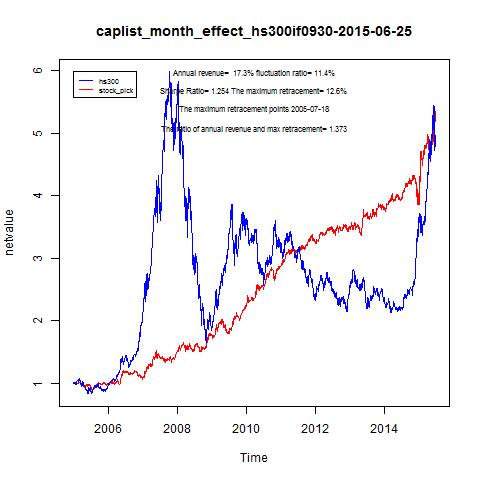 caplist_month_effect_hs300if0930-2015-06-25
hs300
stock_pick
Annual revenue= 17.3% fluctuation ratio= 11.4%
Sharpe Ratio= 1.254 The maximum retracement= 12.6%
The maximum retracement points 2005-07-18
The ratio of annual revenue and max retracement= 1.373
netvalue
6
5
4
3
2
1
2006 2008 2010 2012 2014
Time